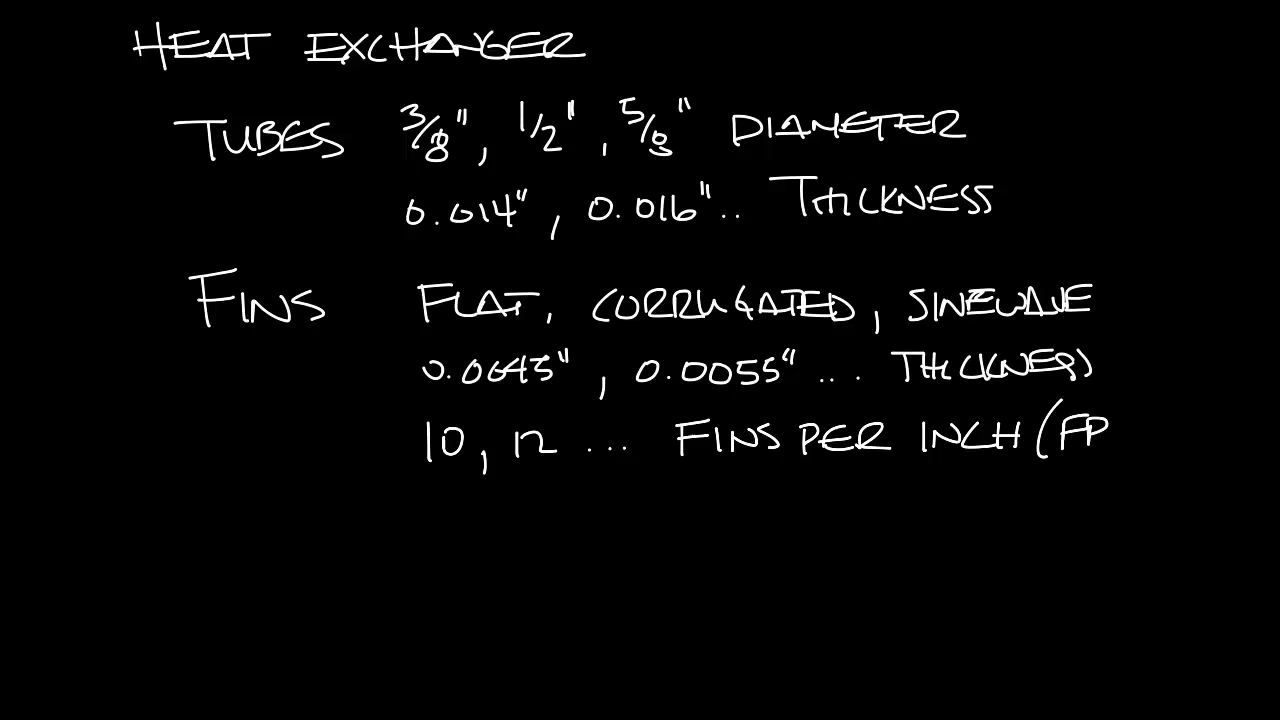 HEAT EXCHANGER
TUBES 3/8", 1/2", 5/8" DIAMETER
0.014", 0.016".. THICKNESS
FINS FLAT, CORRUGATED, SINEWAVE
0.0045", 0.0055" ... THICKNESS
10, 12 ... FINS PER INCH (FP